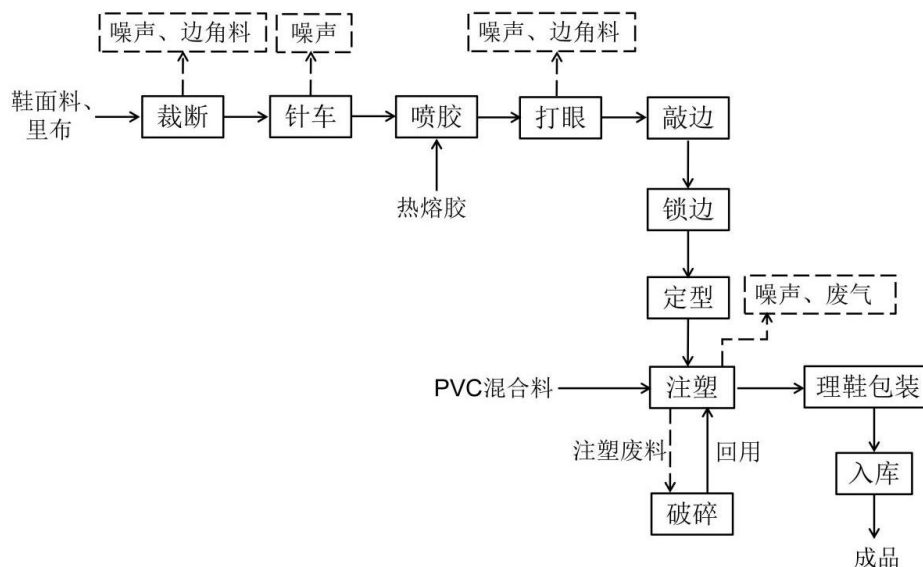 噪声、边角料
噪声
噪声、边角料
鞋面料、
里布
裁断
针车
喷胶
打眼
敲边
热熔胶
锁边
定型
噪声、废气
PVC混合料
注塑
理鞋包装
注塑废料
回用
入库
破碎
成品